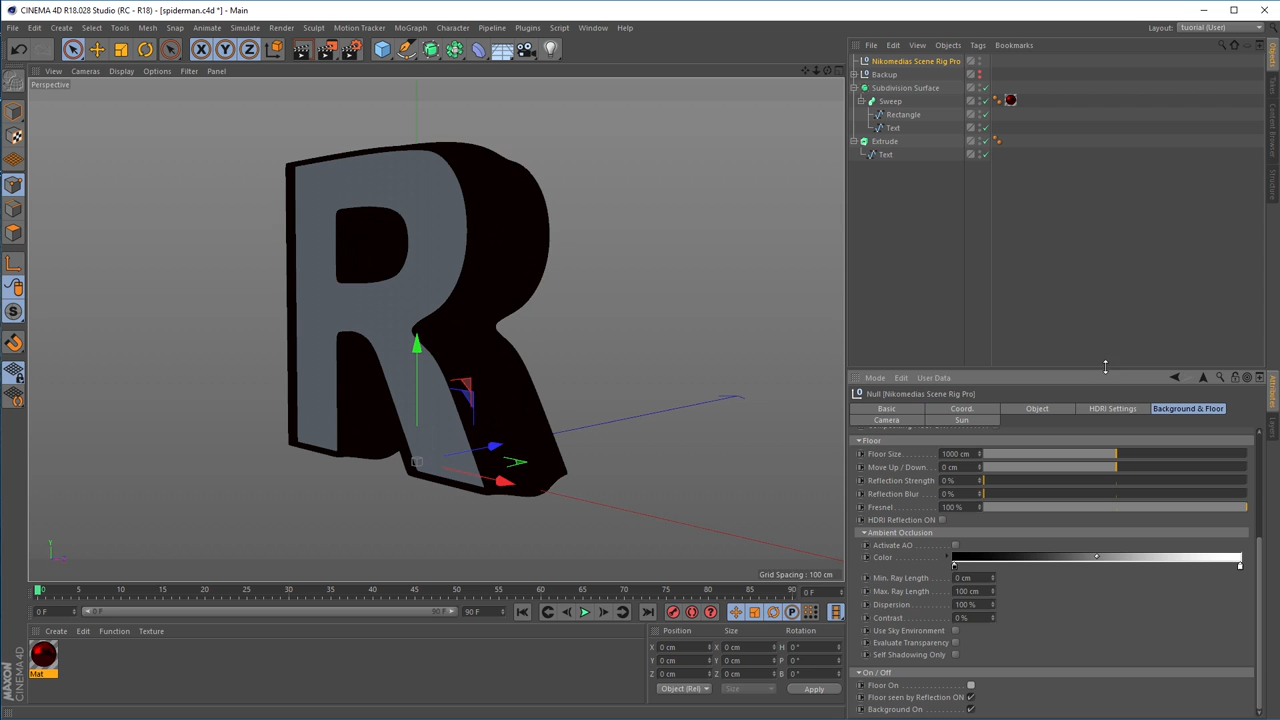 CINEMA 4D R18.028 Studio (RC - R18) - [spiderman.c4d *] - Main
File Edit Create Select Tools Mesh Snap Animate Simulate Render Sculpt Motion Tracker MoGraph Character Pipeline Plugins Script Window Help
Layout: tuorial (User)
View Cameras Display Options Filter Panel
Perspective
R
Y
Grid Spacing : 100 cm
0 5 10 15 20 25 30 35 40 45 50 55 60 65 70 75 80 85 90 0 F
0 F 0 F 90 F 90 F
Create Edit Function Texture
Mat
MAXON CINEMA 4D
Position Size Rotation
X 0 cm X 0 cm H 0 °
Y 0 cm Y 0 cm P 0 °
Z 0 cm Z 0 cm B 0 °
Object (Rel) Size Apply
File Edit View Objects Tags Bookmarks
Nikomedias Scene Rig Pro
Backup
Subdivision Surface
Sweep
Rectangle
Text
Extrude
Text
Objects
Takes
Content Browser
Structure
Mode Edit User Data
Null [Nikomedias Scene Rig Pro]
Basic Coord. Object HDRI Settings Background & Floor
Camera Sun
Floor
Floor Size 1000 cm
Move Up / Down 0 cm
Reflection Strength 0 %
Reflection Blur 0 %
Fresnel 100 %
HDRI Reflection ON
Ambient Occlusion
Activate AO
Color
Min. Ray Length 0 cm
Max. Ray Length 100 cm
Dispersion 100 %
Contrast 0 %
Use Sky Environment
Evaluate Transparency
Self Shadowing Only
On / Off
Floor On
Floor seen by Reflection ON
Background On
Attributes
Layers